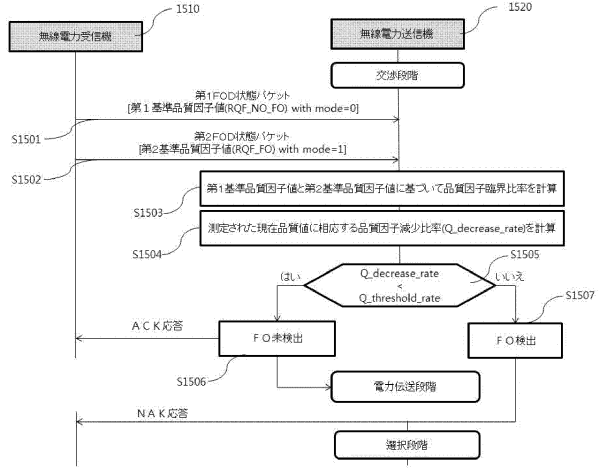 1510
1520
無線電力受信機
無線電力送信機
交渉段階
第1FOD状態パケット
[第1基準品質因子値(RQF_NO_FO) with mode=0]
S1501
第2FOD状態パケット
[第2基準品質因子値(RQF_FO) with mode=1]
S1502
第1基準品質因子値と第2基準品質因子値に基づいて品質因子臨界比率を計算
S1503
測定された現在品質値に相応する品質因子減少比率(Q_decrease_rate)を計算
S1504
S1505
はい
Q_decrease_rate
<
Q_threshold_rate
いいえ
S1507
ACK応答
FO未検出
FO検出
S1506
電力伝送段階
NAK応答
選択段階